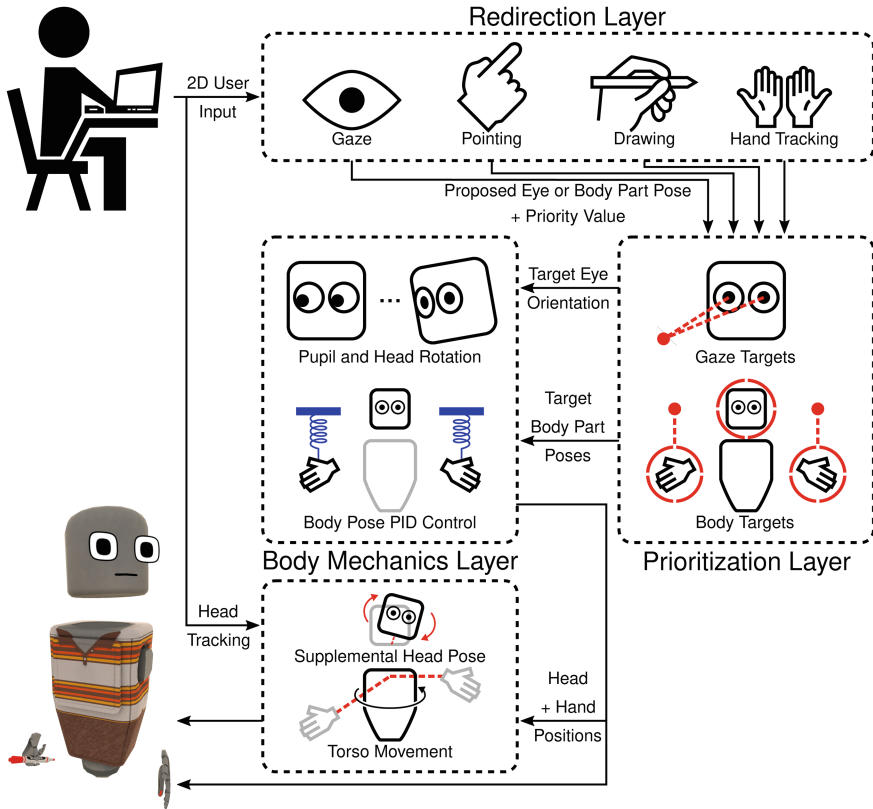 Redirection Layer
2D User
Input
Gaze
Pointing
Drawing
Hand Tracking
Proposed Eye or Body Part Pose
+ Priority Value
Target Eye
Orientation
...
Pupil and Head Rotation
Gaze Targets
Target
Body Part
Poses
Body Pose PID Control
Body Targets
Body Mechanics Layer
Prioritization Layer
Head
Tracking
Supplemental Head Pose
Head
+ Hand
Positions
Torso Movement